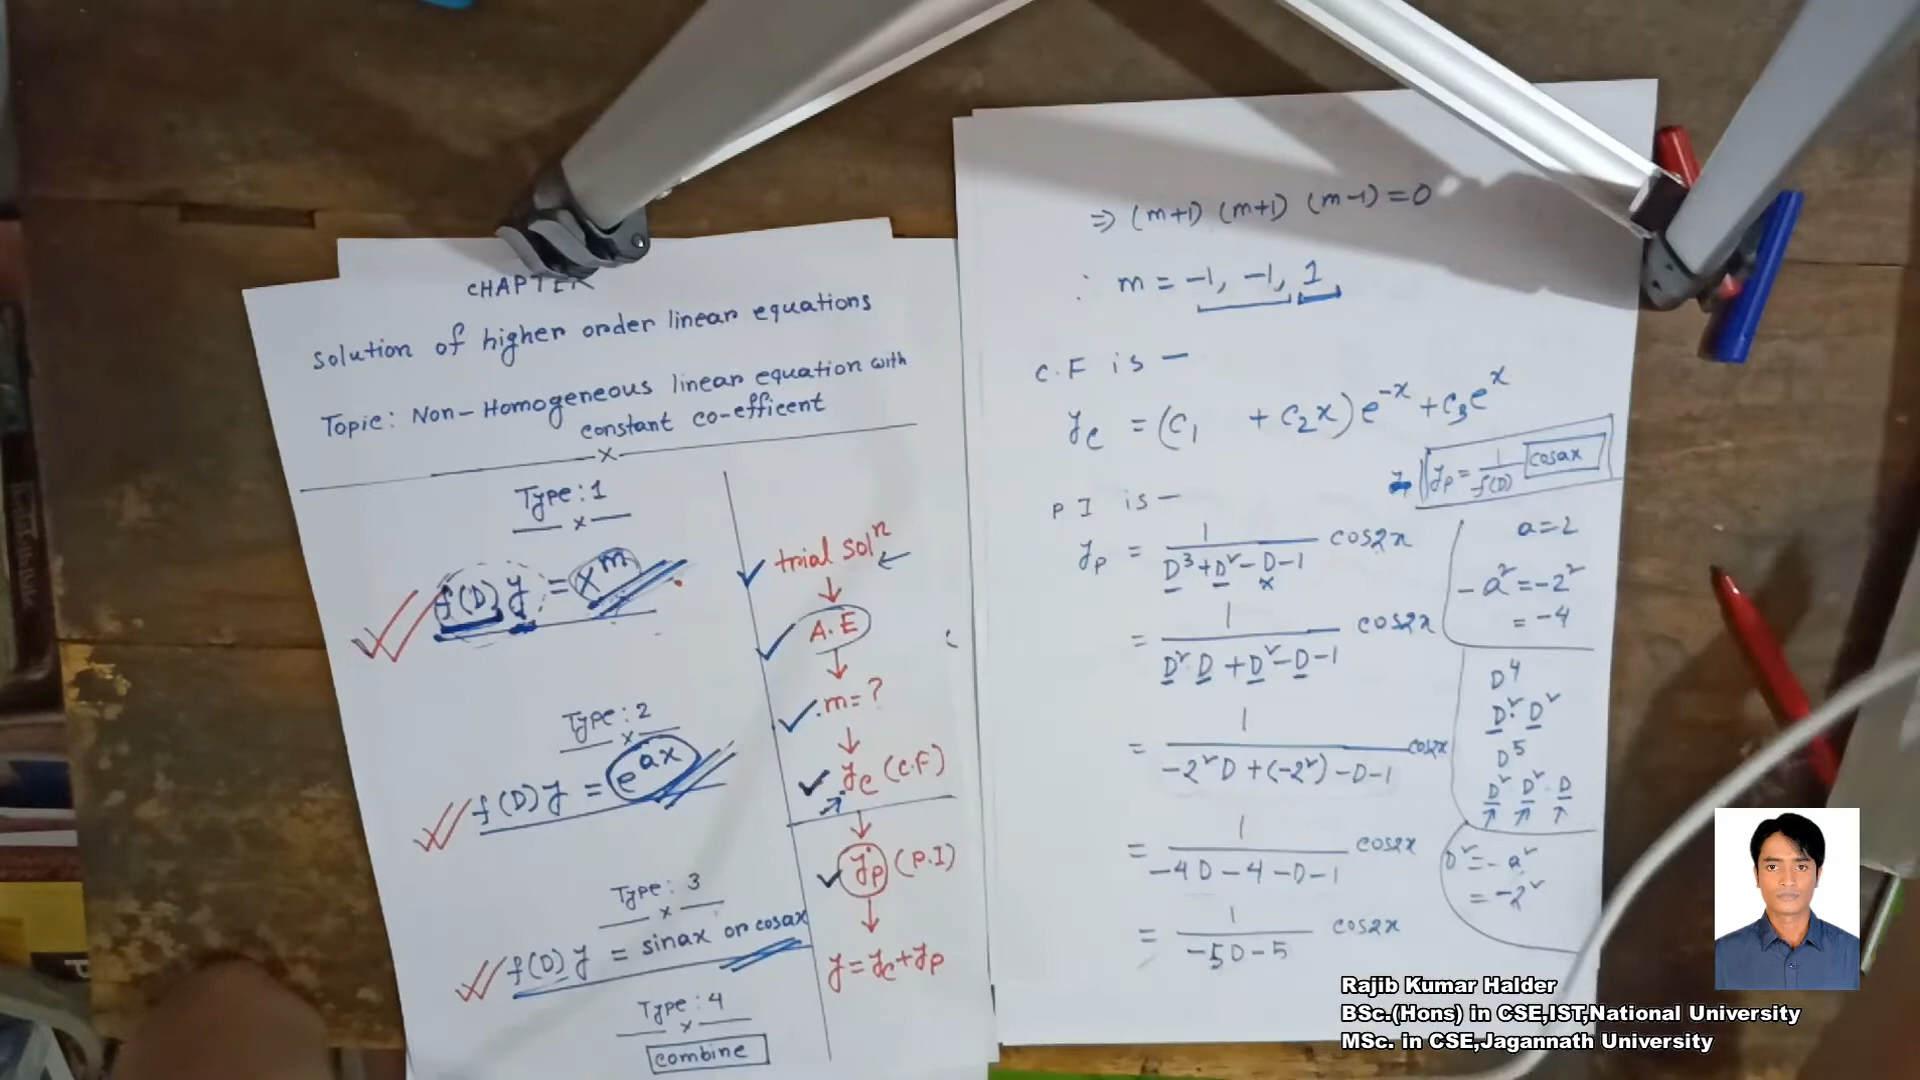 CHAPTER
Solution of higher order linear equations
Topic: Non-Homogeneous linear equation with
constant co-efficent
x
Type:1
x
f(D) y = x^m
Type:2
x
f(D) y = e^ax
Type: 3
x
f(D) y = sinax or cosax
Type: 4
x
combine
trial sol^n ←
↓
A.E
↓
m=?
↓
y_c (C.F)
↓
y_p (P.I)
↓
y = y_c + y_p
⇒ (m+1) (m+1) (m-1) = 0
∴ m = -1, -1, 1
C.F is —
y_c = (c_1 + c_2x) e^-x + c_3e^x
y_p = 1/f(D) cosax
P I is —
y_p = 1/(D^3+D^2-D-1) cos2x
= 1/(D^2.D+D^2-D-1) cos2x
= 1/(-2^2D+(-2^2)-D-1) cos2x
= 1/(-4D-4-D-1) cos2x
= 1/(-5D-5) cos2x
a=2
-a^2 = -2^2
= -4
D^4
D^2.D^2
D^5
D^2.D^2.D
D^2 = -a^2
= -2^2
Rajib Kumar Halder
BSc.(Hons) in CSE,IST,National University
MSc. in CSE,Jagannath University